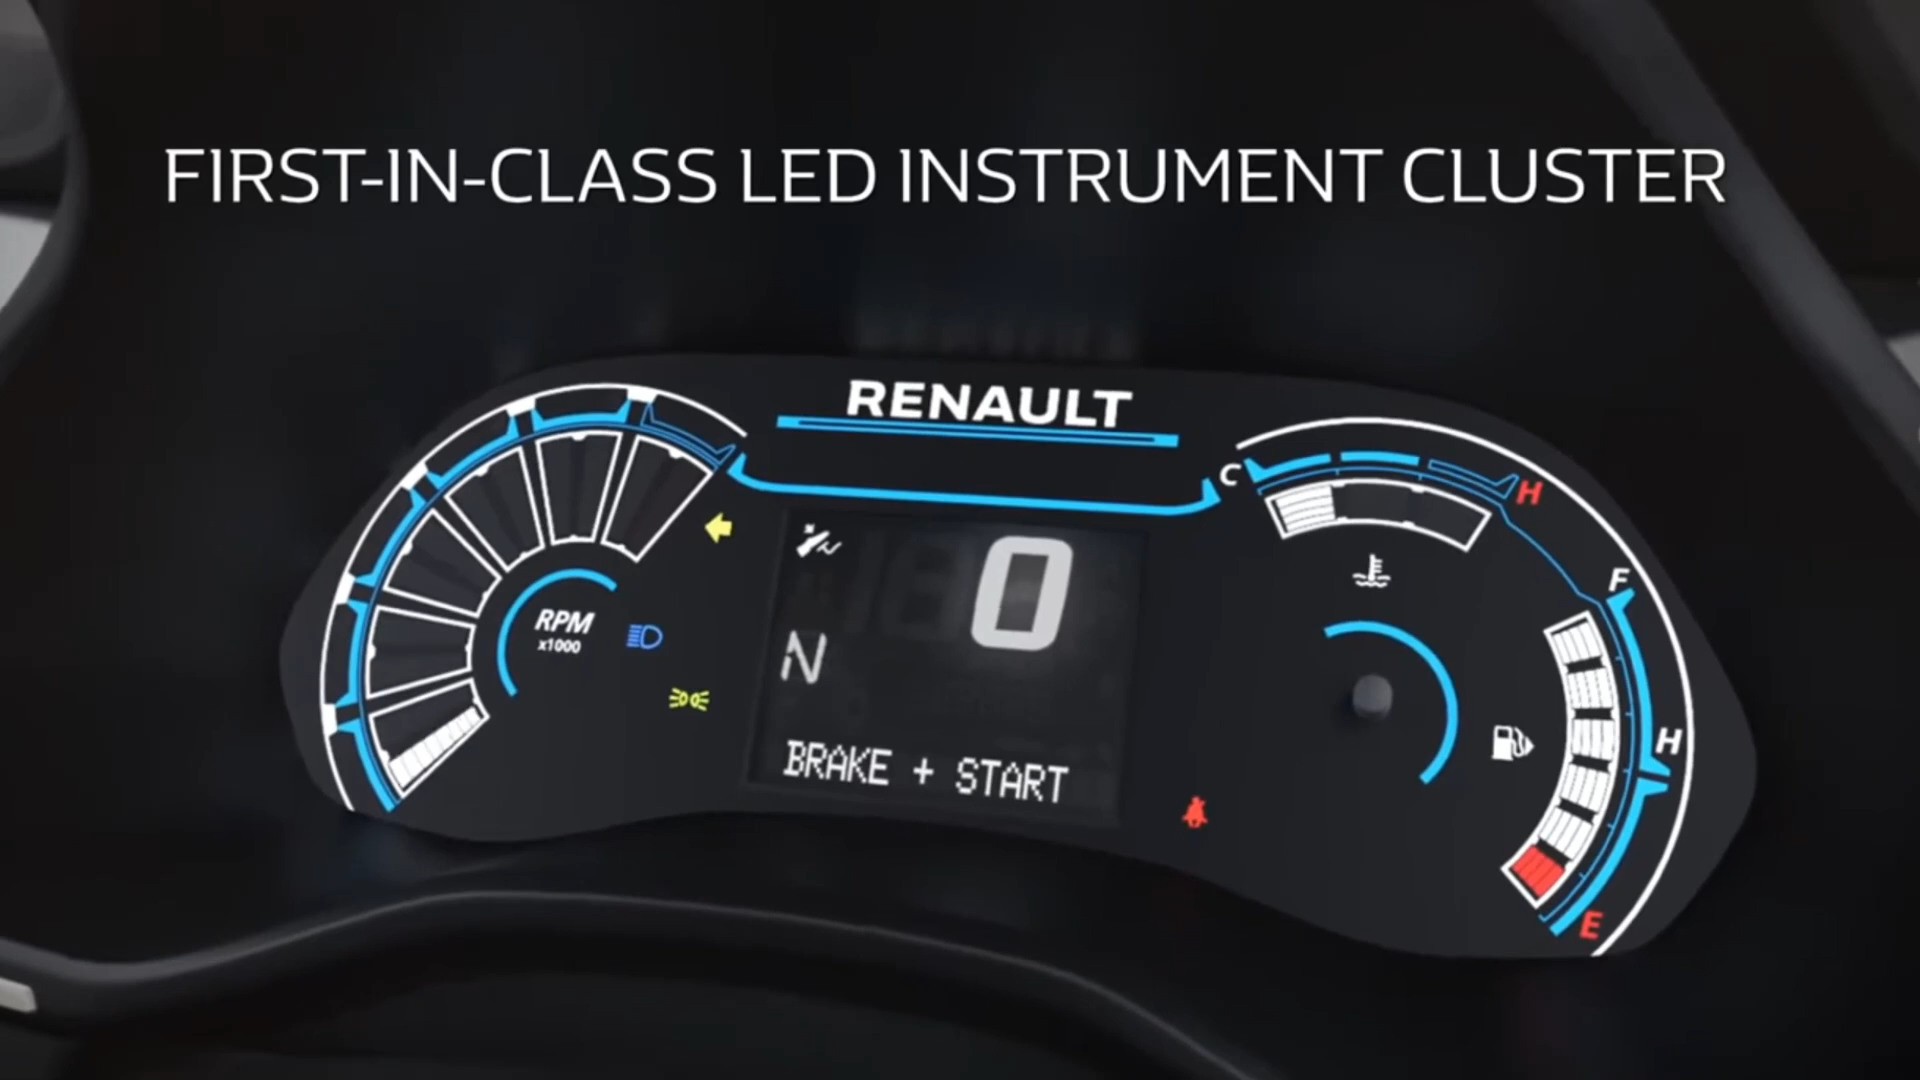 FIRST-IN-CLASS LED INSTRUMENT CLUSTER
RENAULT
C
H
0
F
RPM
x1000
N
H
BRAKE + START
E